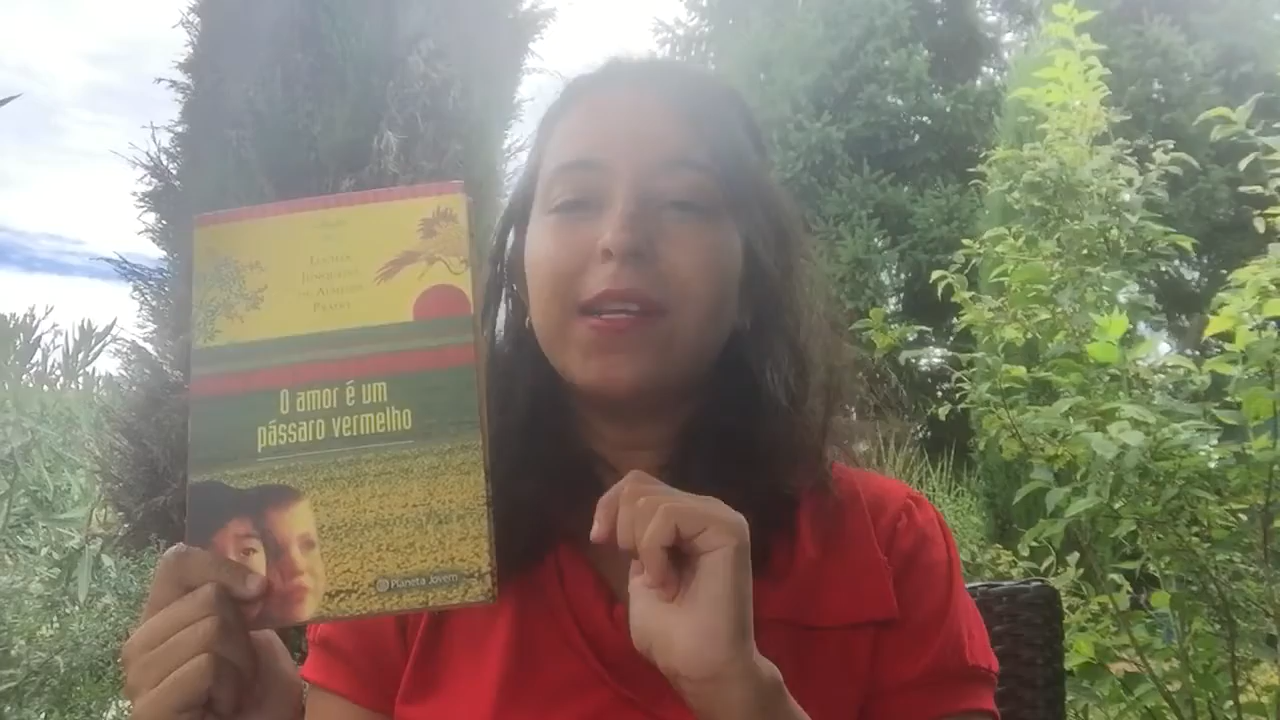 Lucília
Junqueira
de Almeida
Prado
O amor é um
pássaro vermelho
Planeta Jovem